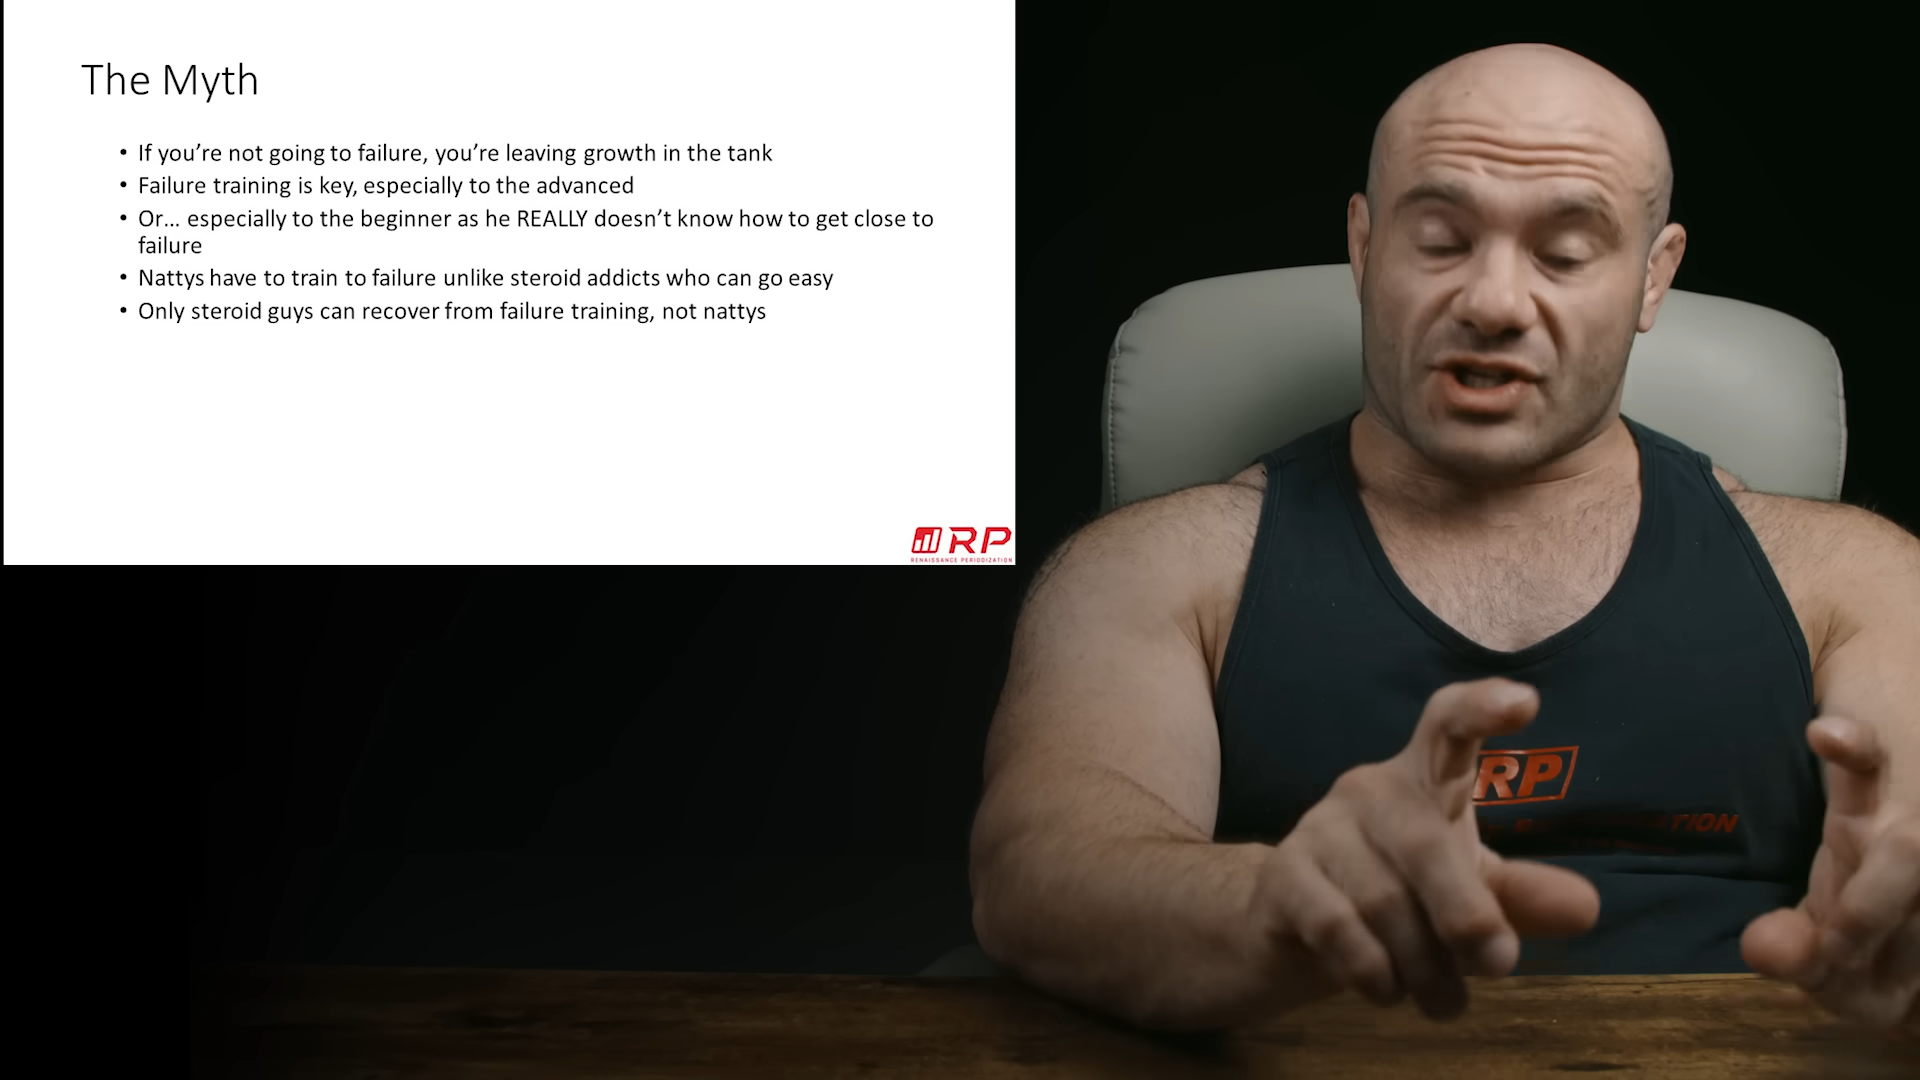 The Myth
• If you’re not going to failure, you’re leaving growth in the tank
• Failure training is key, especially to the advanced
• Or… especially to the beginner as he REALLY doesn’t know how to get close to
failure
• Nattys have to train to failure unlike steroid addicts who can go easy
• Only steroid guys can recover from failure training, not nattys
RP
RENAISSANCE PERIODIZATION
RP